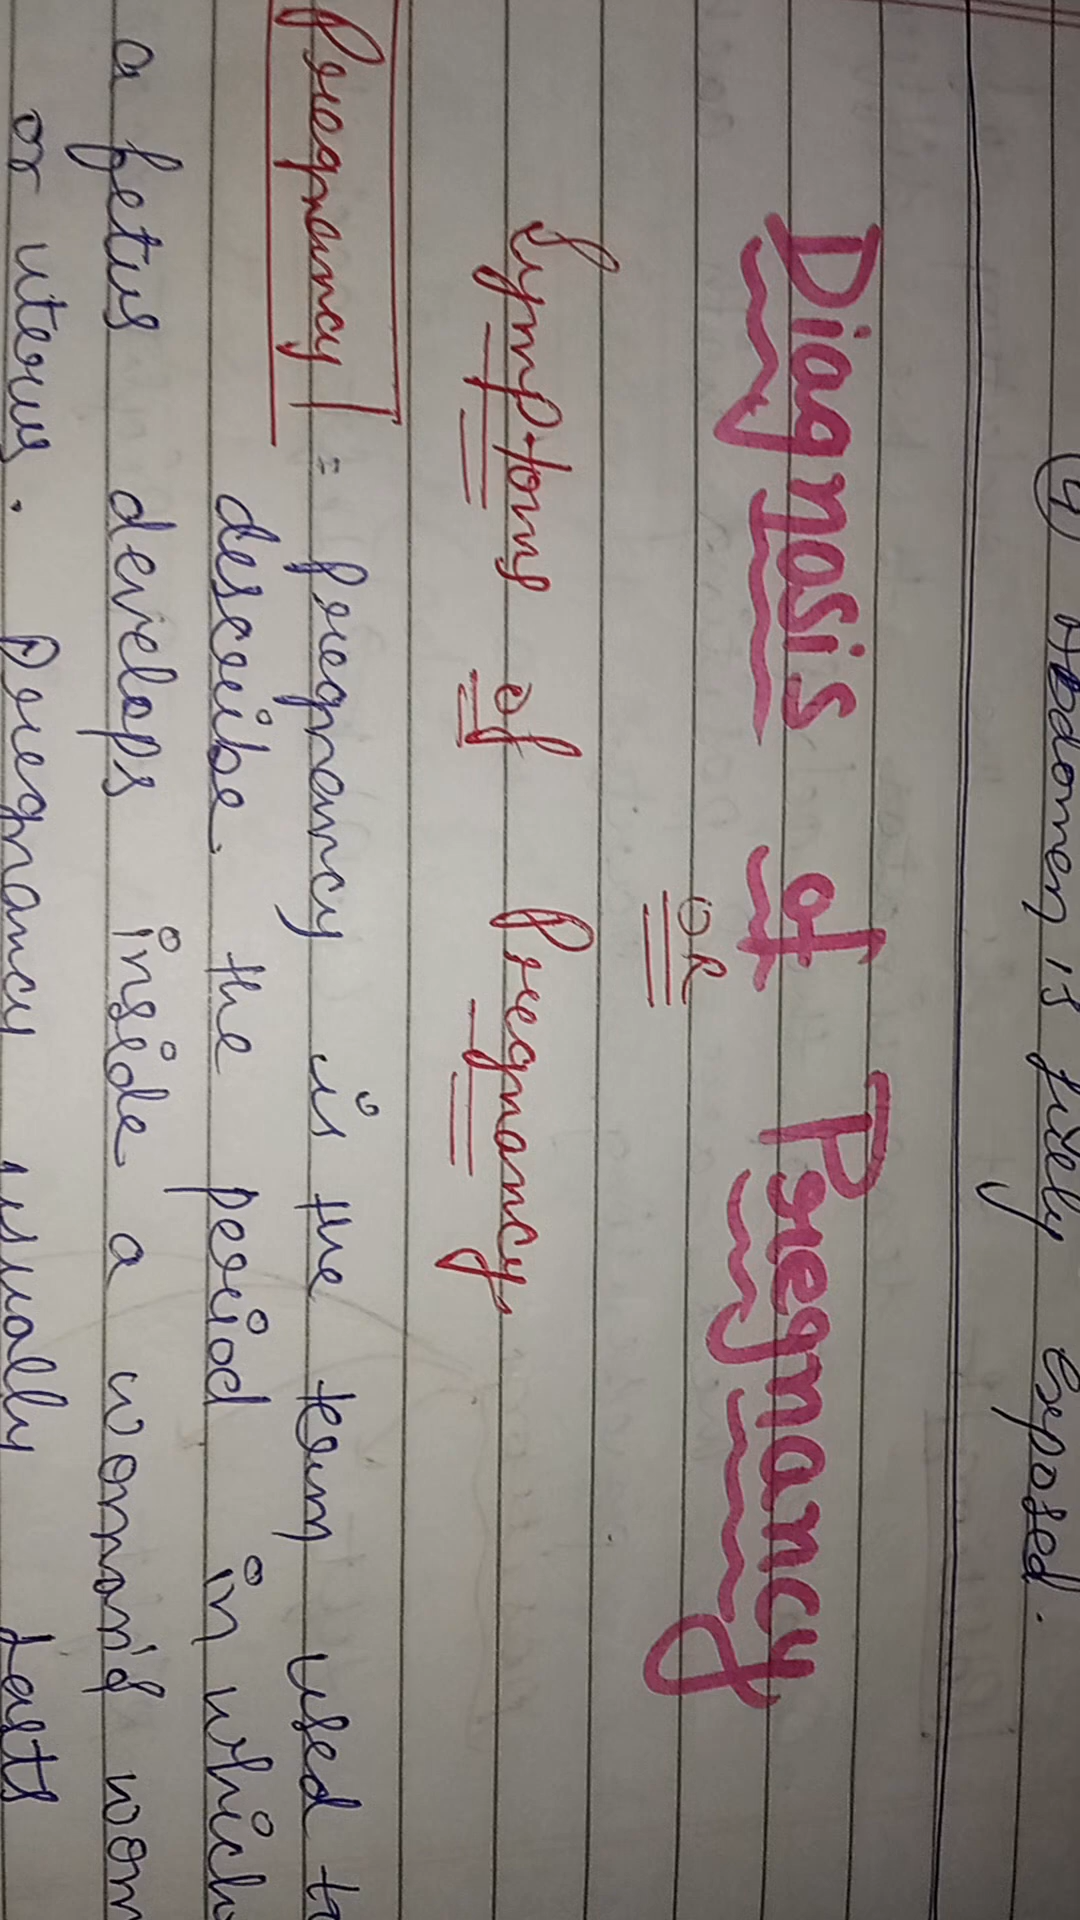 (4) Abdomen is fully exposed.
Diagnosis of Pregnancy
OR
Symptoms of Pregnancy
Pregnancy :- Pregnancy is the term used to
describe the period in which
a fetus develops inside a woman's wom
or uterus. Pregnancy usually lasts